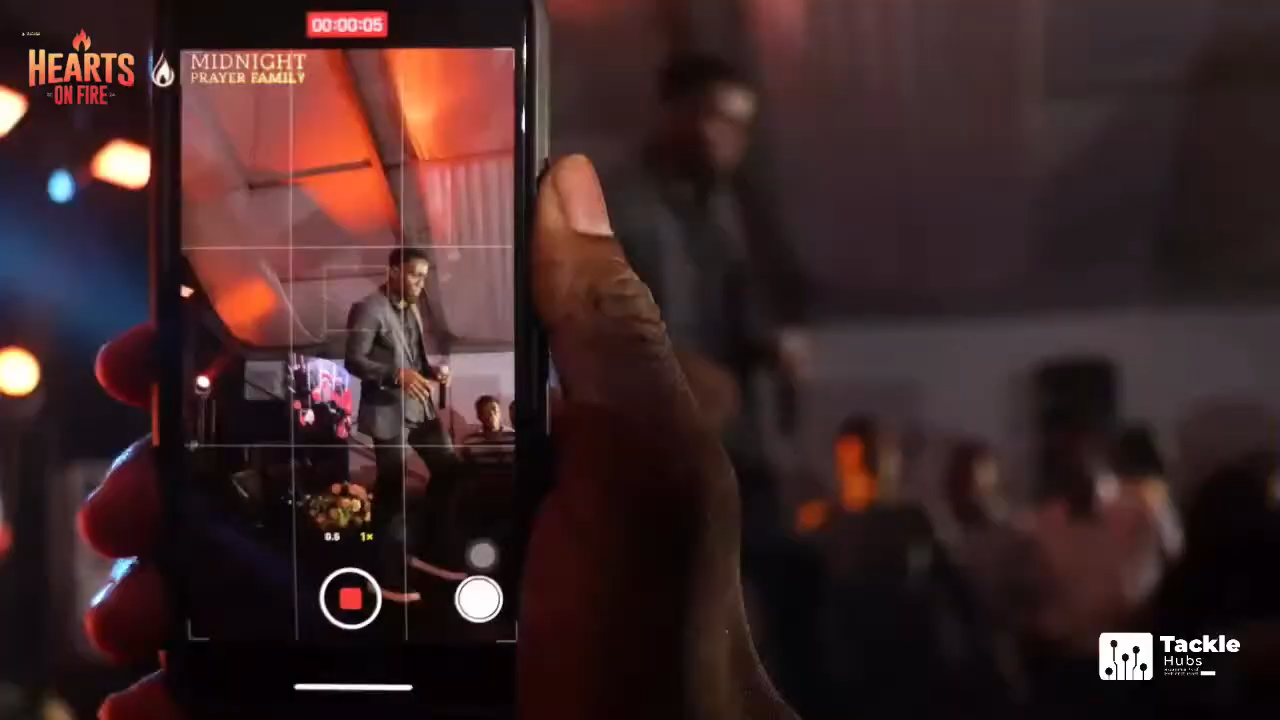 00:00:05
HEARTS
ON FIRE
MIDNIGHT
PRAYER FAMILY
0.5 1×
Tackle
Hubs